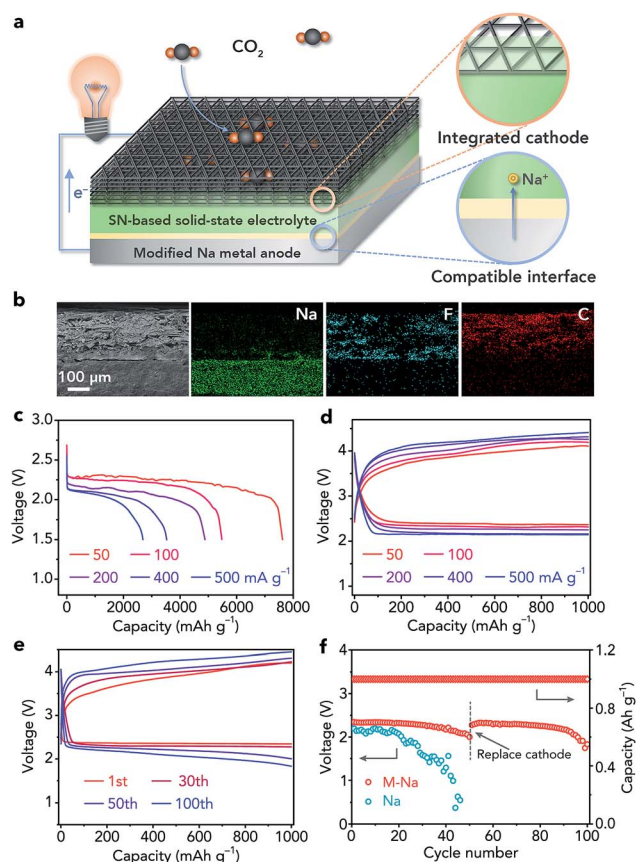 a
CO2
Integrated cathode
e⁻
SN-based solid-state electrolyte
Modified Na metal anode
Na⁺
Compatible interface
b
Na
F
C
100 μm
c
3.0
2.5
2.0
1.5
1.0
Voltage (V)
50
100
200
400
500 mA g⁻¹
0
2000
4000
6000
8000
Capacity (mAh g⁻¹)
d
4
3
2
Voltage (V)
50
100
200
400
500 mA g⁻¹
0
200
400
600
800
1000
Capacity (mAh g⁻¹)
e
4
3
2
1
Voltage (V)
1st
30th
50th
100th
0
200
400
600
800
1000
Capacity (mAh g⁻¹)
f
4
3
2
1
0
Voltage (V)
1.2
0.8
0.4
0.0
Capacity (Ah g⁻¹)
Replace cathode
M-Na
Na
0
20
40
60
80
100
Cycle number